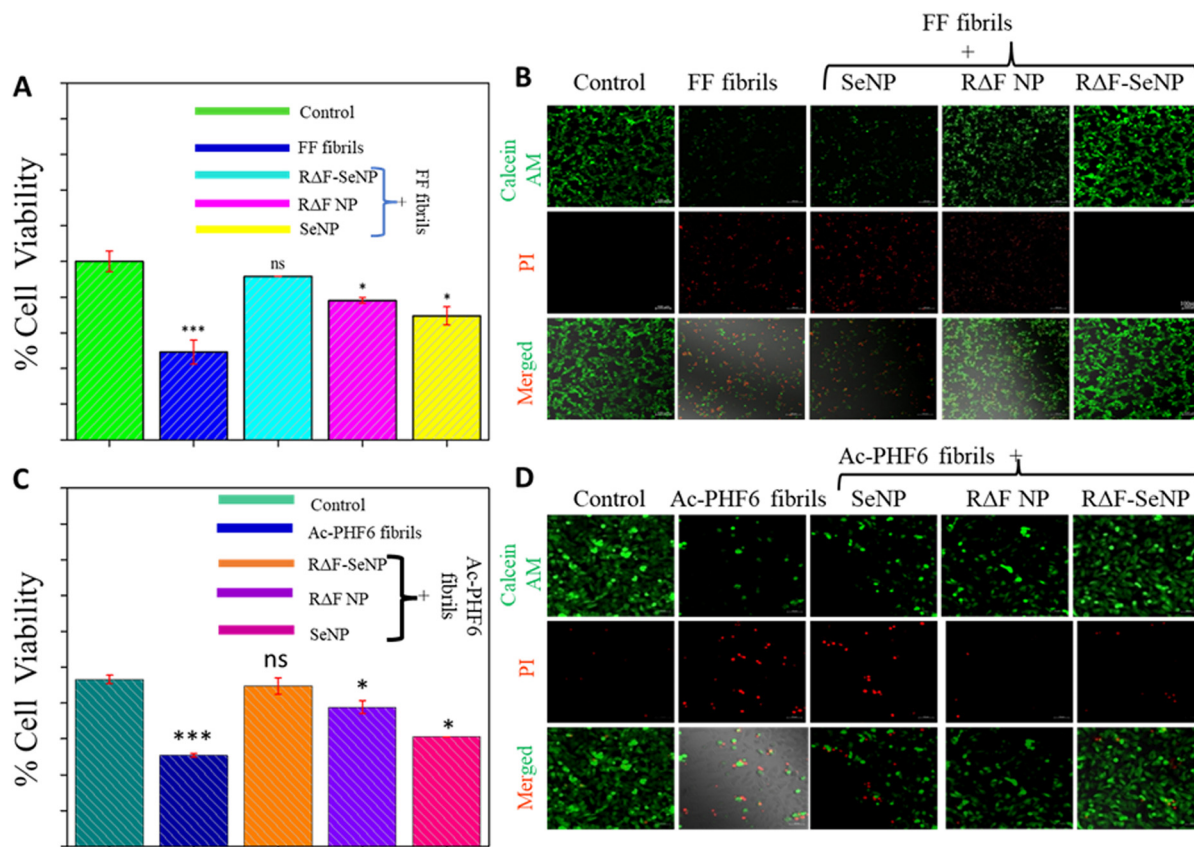 A
% Cell Viability
Control
FF fibrils
RΔF-SeNP
RΔF NP
SeNP
+
FF fibrils
***
ns
*
*
B
FF fibrils
+
Control
FF fibrils
SeNP
RΔF NP
RΔF-SeNP
Calcein
AM
PI
Merged
C
% Cell Viability
Control
Ac-PHF6 fibrils
RΔF-SeNP
RΔF NP
SeNP
+
Ac-PHF6
fibrils
***
ns
*
*
D
Ac-PHF6 fibrils +
Control
Ac-PHF6 fibrils
SeNP
RΔF NP
RΔF-SeNP
Calcein
AM
PI
Merged